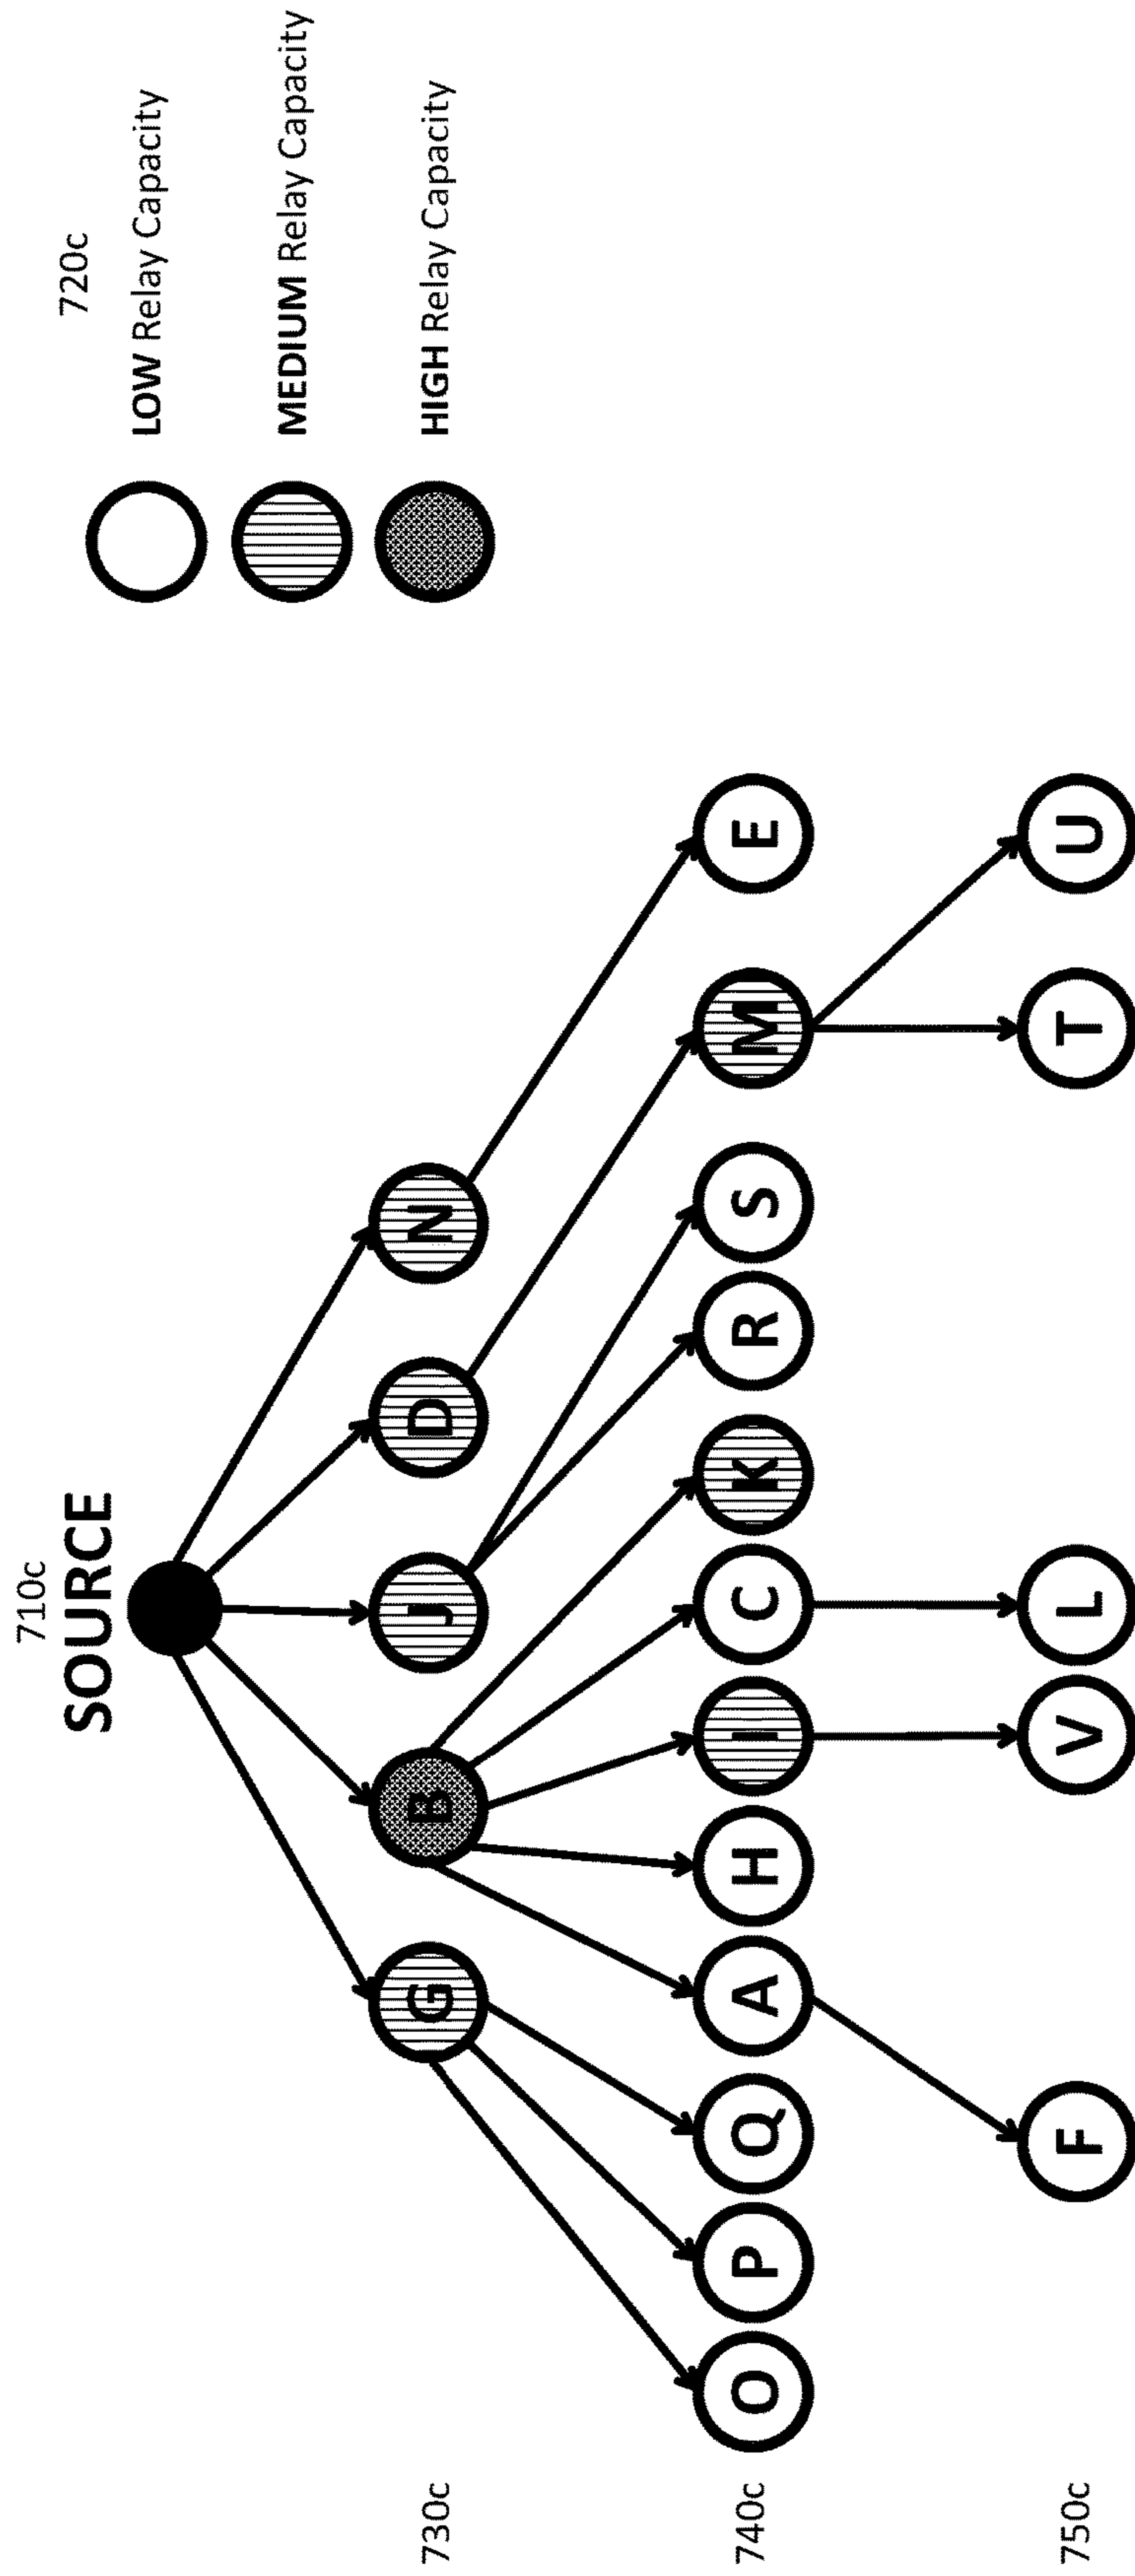 710c
SOURCE
720c
LOW Relay Capacity
MEDIUM Relay Capacity
HIGH Relay Capacity
730c
G
B
J
D
N
740c
O
P
Q
A
H
I
C
K
R
S
M
E
750c
F
V
L
T
U